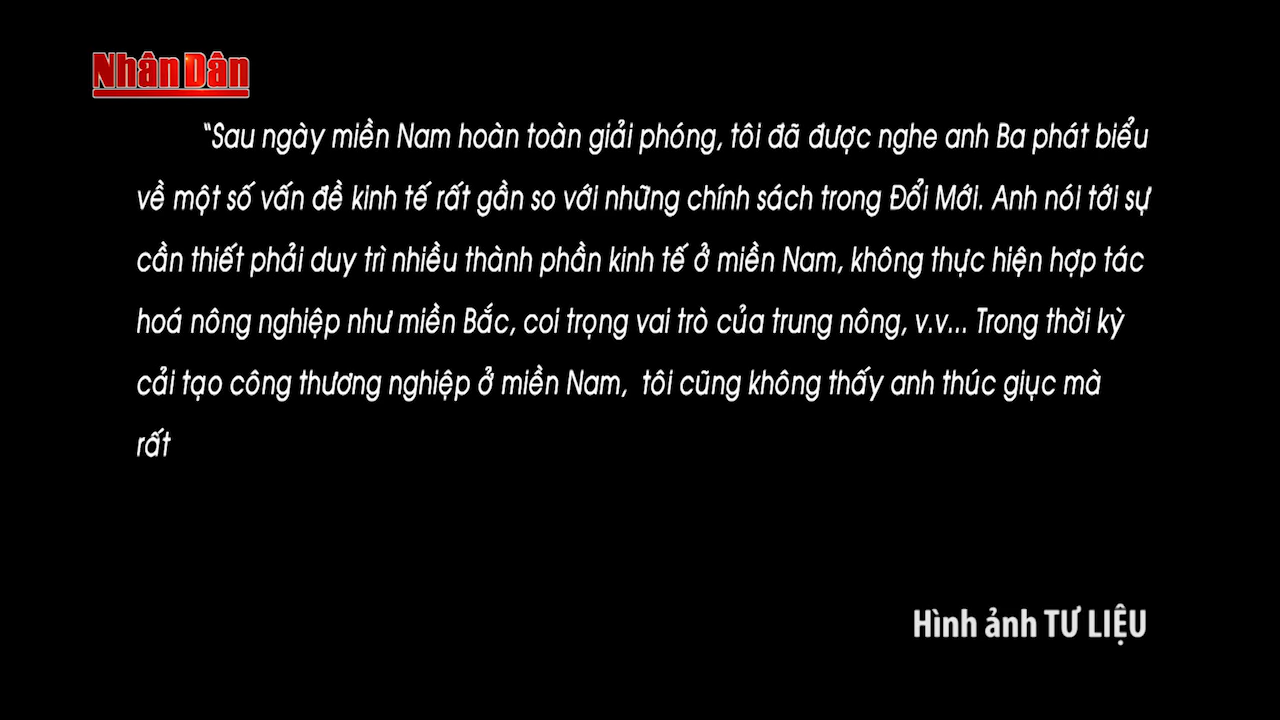 Nhân Dân
“Sau ngày miền Nam hoàn toàn giải phóng, tôi đã được nghe anh Ba phát biểu
về một số vấn đề kinh tế rất gần so với những chính sách trong Đổi Mới. Anh nói tới sự
cần thiết phải duy trì nhiều thành phần kinh tế ở miền Nam, không thực hiện hợp tác
hoá nông nghiệp như miền Bắc, coi trọng vai trò của trung nông, v.v... Trong thời kỳ
cải tạo công thương nghiệp ở miền Nam,  tôi cũng không thấy anh thúc giục mà
rất
Hình ảnh TƯ LIỆU